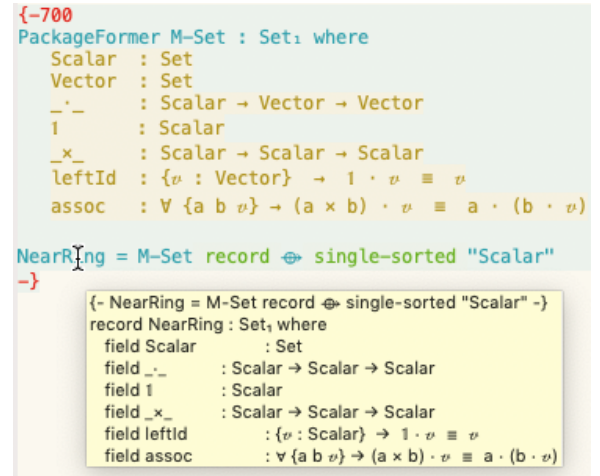 {-700
PackageFormer M-Set : Set₁ where
Scalar : Set
Vector : Set
_·_ : Scalar → Vector → Vector
1 : Scalar
_×_ : Scalar → Scalar → Scalar
leftId : {𝓋 : Vector} → 1 · 𝓋 ≡ 𝓋
assoc : ∀ {a b 𝓋} → (a × b) · 𝓋 ≡ a · (b · 𝓋)
NearRing = M-Set record ⟴ single-sorted "Scalar"
-}
{- NearRing = M-Set record ⟴ single-sorted "Scalar" -}
record NearRing : Set₁ where
field Scalar : Set
field _·_ : Scalar → Scalar → Scalar
field 1 : Scalar
field _×_ : Scalar → Scalar → Scalar
field leftId : {𝓋 : Scalar} → 1 · 𝓋 ≡ 𝓋
field assoc : ∀ {a b 𝓋} → (a × b) · 𝓋 ≡ a · (b · 𝓋)